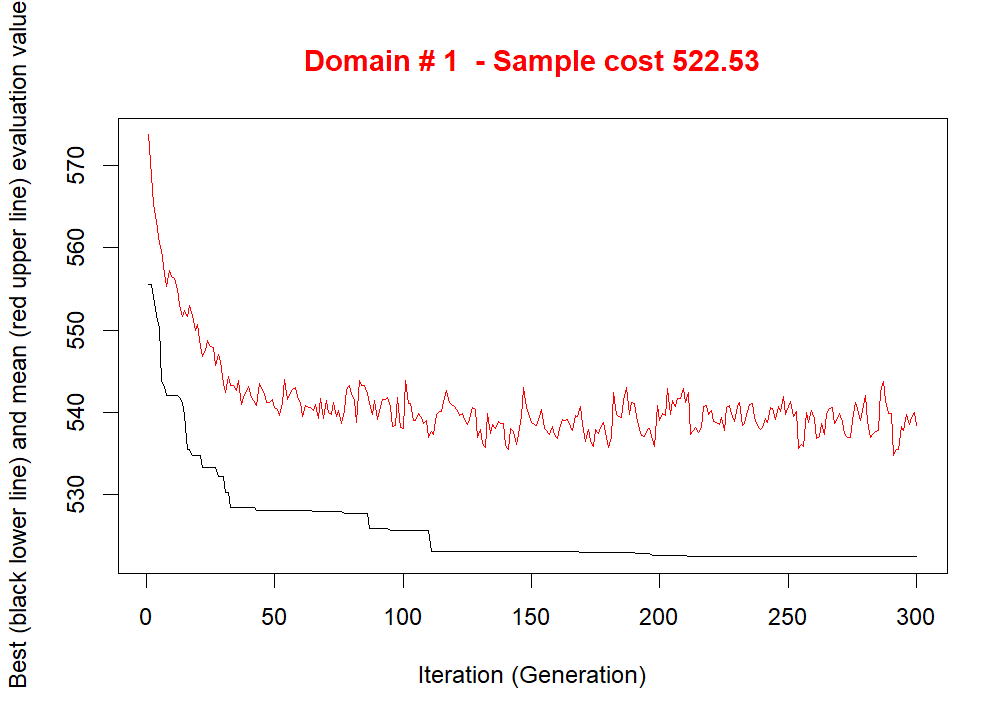 Domain # 1  - Sample cost 522.53
Best (black lower line) and mean (red upper line) evaluation value
570
560
550
540
530
0 50 100 150 200 250 300
Iteration (Generation)